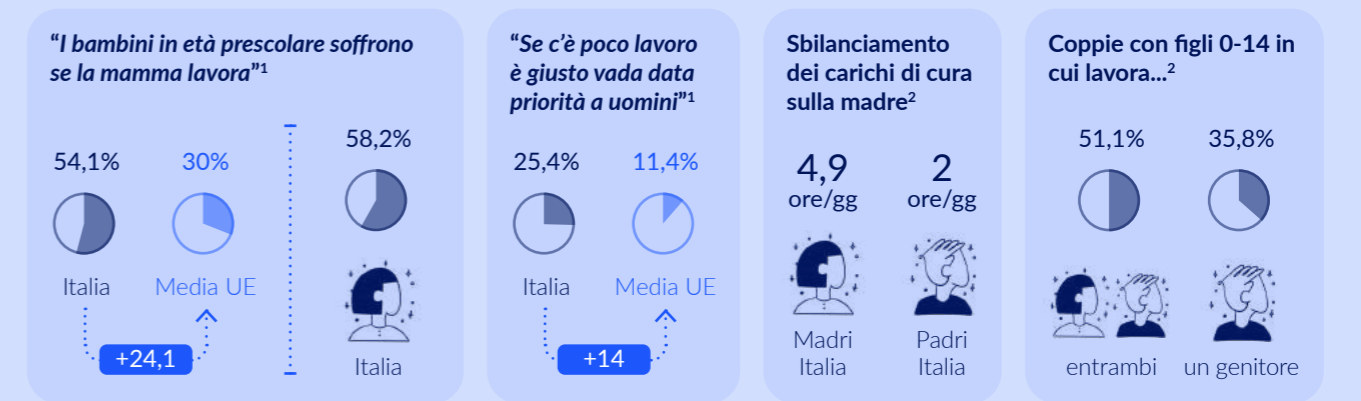 “I bambini in età prescolare soffrono
se la mamma lavora”¹
54,1%
30%
Italia
Media UE
+24,1
58,2%
Italia
“Se c’è poco lavoro
è giusto vada data
priorità a uomini”¹
25,4%
11,4%
Italia
Media UE
+14
Sbilanciamento
dei carichi di cura
sulla madre²
4,9
ore/gg
2
ore/gg
Madri
Italia
Padri
Italia
Coppie con figli 0-14 in
cui lavora...²
51,1%
35,8%
entrambi
un genitore